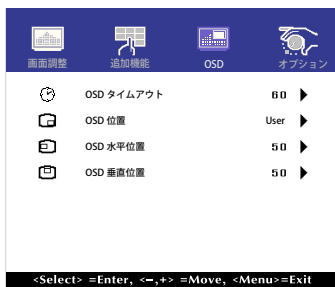 画面調整 追加機能 OSD オプション
OSD タイムアウト 60
OSD 位置 User
OSD 水平位置 50
OSD 垂直位置 50
<Select> =Enter, <−,+> =Move, <Menu>=Exit